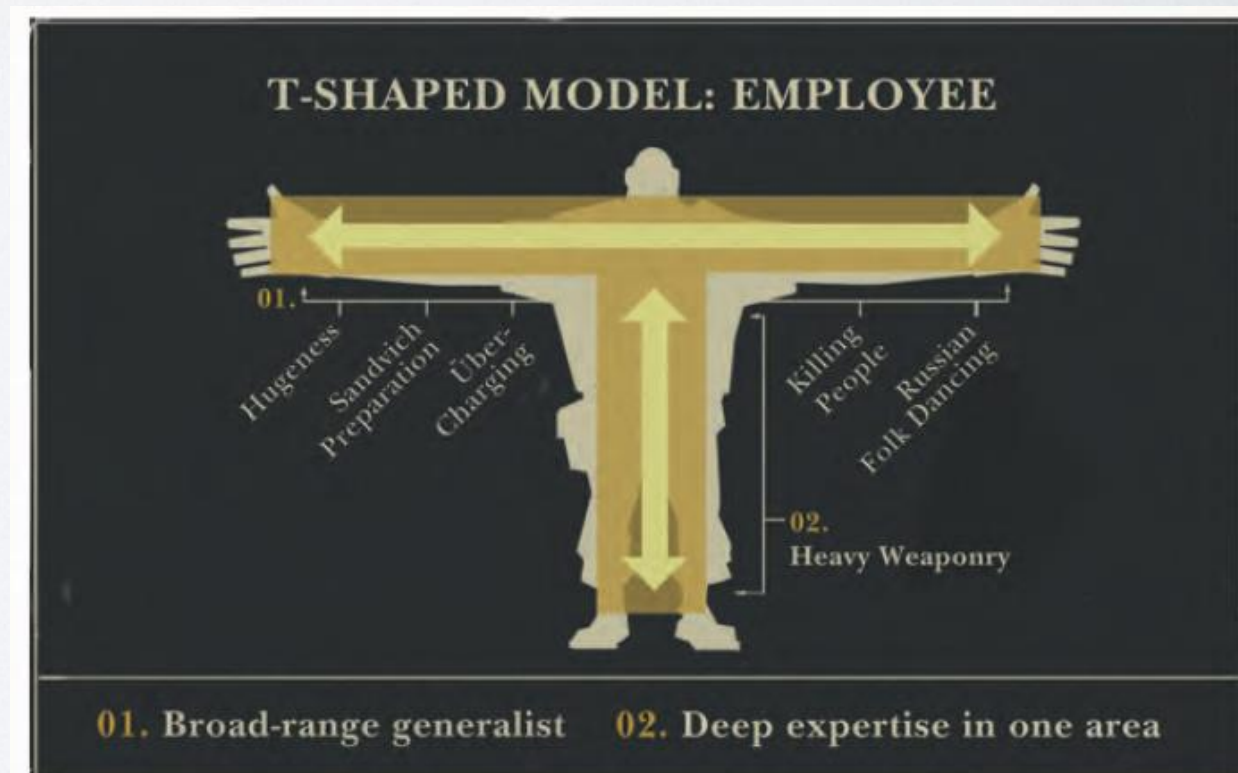 T-SHAPED MODEL: EMPLOYEE
01.
Hugeness
Sandvich
Preparation
Über-
Charging
Killing
People
Russian
Folk Dancing
02.
Heavy Weaponry
01. Broad-range generalist 02. Deep expertise in one area